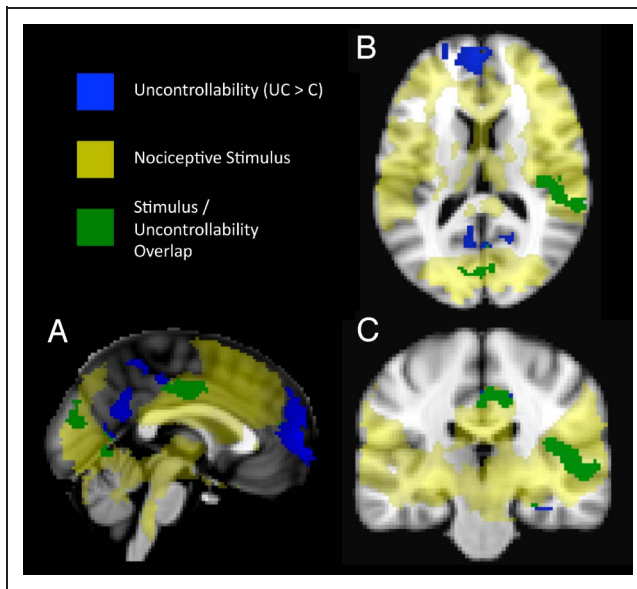 B
Uncontrollability (UC > C)
Nociceptive Stimulus
Stimulus /
Uncontrollability
Overlap
A
C